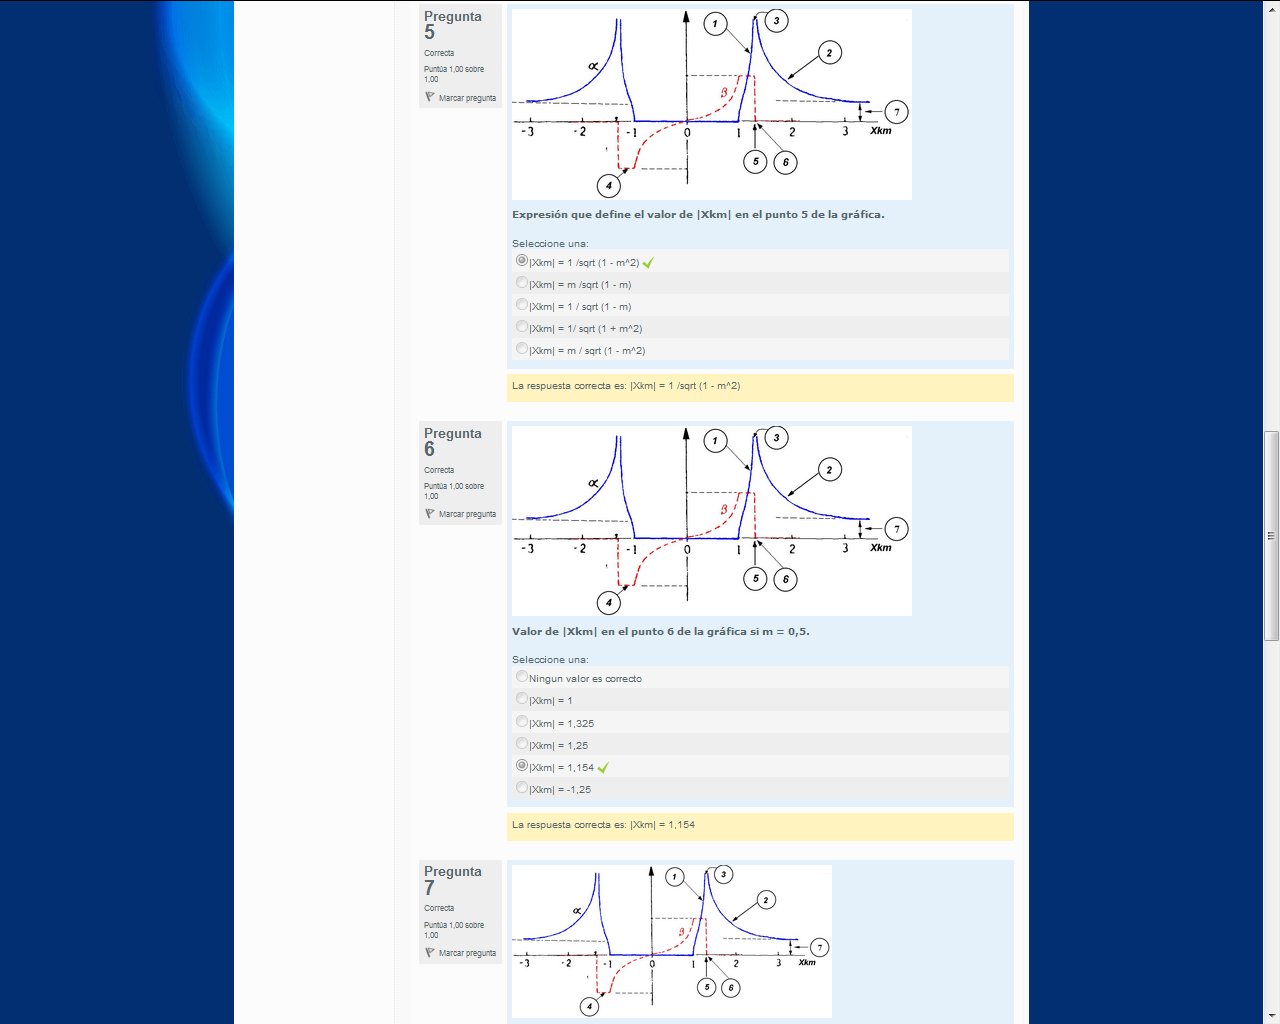 Pregunta
5
Correcta
Puntúa 1,00 sobre
1,00
Marcar pregunta
1
3
2
α
β
7
-3 -2 -1 0 1 2 3 Xkm
5 6
4
Expresión que define el valor de |Xkm| en el punto 5 de la gráfica.
Seleccione una:
|Xkm| = 1 /sqrt (1 - m^2)
|Xkm| = m /sqrt (1 - m)
|Xkm| = 1 / sqrt (1 - m)
|Xkm| = 1/ sqrt (1 + m^2)
|Xkm| = m / sqrt (1 - m^2)
La respuesta correcta es: |Xkm| = 1 /sqrt (1 - m^2)
Pregunta
6
Correcta
Puntúa 1,00 sobre
1,00
Marcar pregunta
1
3
2
α
β
7
-3 -2 -1 0 1 2 3 Xkm
5 6
4
Valor de |Xkm| en el punto 6 de la gráfica si m = 0,5.
Seleccione una:
Ningun valor es correcto
|Xkm| = 1
|Xkm| = 1,325
|Xkm| = 1,25
|Xkm| = 1,154
|Xkm| = -1,25
La respuesta correcta es: |Xkm| = 1,154
Pregunta
7
Correcta
Puntúa 1,00 sobre
1,00
Marcar pregunta
1
3
2
α
β
7
-3 -2 -1 0 1 2 3 Xkm
5 6
4